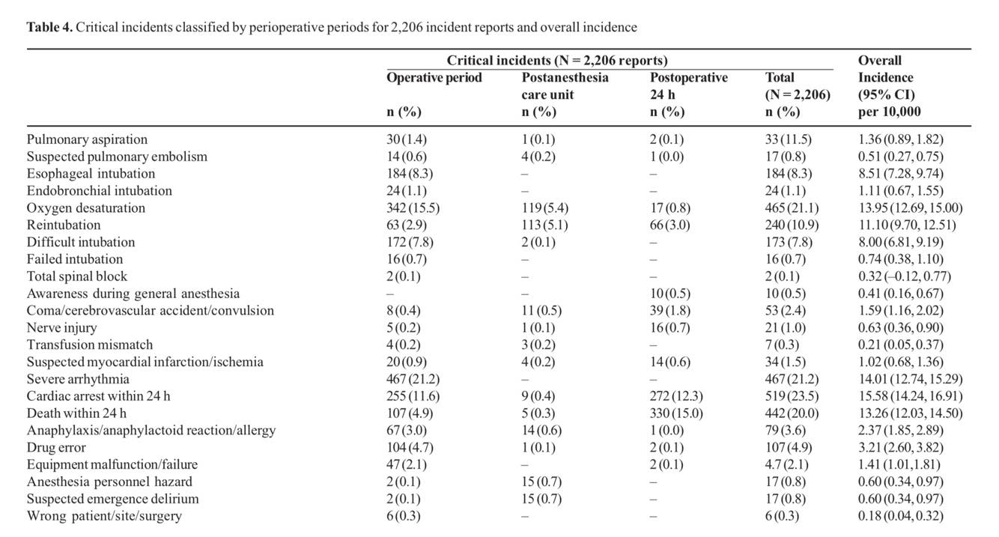 Table 4. Critical incidents classified by perioperative periods for 2,206 incident reports and overall incidence
Critical incidents (N = 2,206 reports) Overall
Operative period Postanesthesia Postoperative Total Incidence
care unit 24 h (N = 2,206) (95% CI)
n (%) n (%) n (%) n (%) per 10,000
Pulmonary aspiration 30 (1.4) 1 (0.1) 2 (0.1) 33 (11.5) 1.36 (0.89, 1.82)
Suspected pulmonary embolism 14 (0.6) 4 (0.2) 1 (0.0) 17 (0.8) 0.51 (0.27, 0.75)
Esophageal intubation 184 (8.3) – – 184 (8.3) 8.51 (7.28, 9.74)
Endobronchial intubation 24 (1.1) – – 24 (1.1) 1.11 (0.67, 1.55)
Oxygen desaturation 342 (15.5) 119 (5.4) 17 (0.8) 465 (21.1) 13.95 (12.69, 15.00)
Reintubation 63 (2.9) 113 (5.1) 66 (3.0) 240 (10.9) 11.10 (9.70, 12.51)
Difficult intubation 172 (7.8) 2 (0.1) – 173 (7.8) 8.00 (6.81, 9.19)
Failed intubation 16 (0.7) – – 16 (0.7) 0.74 (0.38, 1.10)
Total spinal block 2 (0.1) – – 2 (0.1) 0.32 (–0.12, 0.77)
Awareness during general anesthesia – – 10 (0.5) 10 (0.5) 0.41 (0.16, 0.67)
Coma/cerebrovascular accident/convulsion 8 (0.4) 11 (0.5) 39 (1.8) 53 (2.4) 1.59 (1.16, 2.02)
Nerve injury 5 (0.2) 1 (0.1) 16 (0.7) 21 (1.0) 0.63 (0.36, 0.90)
Transfusion mismatch 4 (0.2) 3 (0.2) – 7 (0.3) 0.21 (0.05, 0.37)
Suspected myocardial infarction/ischemia 20 (0.9) 4 (0.2) 14 (0.6) 34 (1.5) 1.02 (0.68, 1.36)
Severe arrhythmia 467 (21.2) – – 467 (21.2) 14.01 (12.74, 15.29)
Cardiac arrest within 24 h 255 (11.6) 9 (0.4) 272 (12.3) 519 (23.5) 15.58 (14.24, 16.91)
Death within 24 h 107 (4.9) 5 (0.3) 330 (15.0) 442 (20.0) 13.26 (12.03, 14.50)
Anaphylaxis/anaphylactoid reaction/allergy 67 (3.0) 14 (0.6) 1 (0.0) 79 (3.6) 2.37 (1.85, 2.89)
Drug error 104 (4.7) 1 (0.1) 2 (0.1) 107 (4.9) 3.21 (2.60, 3.82)
Equipment malfunction/failure 47 (2.1) – 2 (0.1) 4.7 (2.1) 1.41 (1.01,1.81)
Anesthesia personnel hazard 2 (0.1) 15 (0.7) – 17 (0.8) 0.60 (0.34, 0.97)
Suspected emergence delirium 2 (0.1) 15 (0.7) – 17 (0.8) 0.60 (0.34, 0.97)
Wrong patient/site/surgery 6 (0.3) – – 6 (0.3) 0.18 (0.04, 0.32)